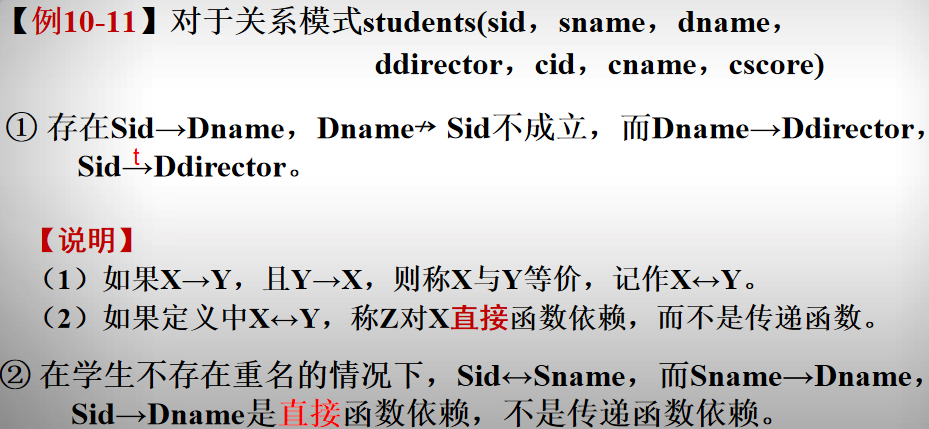 【例10-11】对于关系模式students(sid，sname，dname，
ddirector，cid，cname，cscore)
① 存在Sid→Dname，Dname↛ Sid不成立，而Dname→Ddirector，
t
Sid→Ddirector。
【说明】
（1）如果X→Y，且Y→X，则称X与Y等价，记作X↔Y。
（2）如果定义中X↔Y，称Z对X直接函数依赖，而不是传递函数。
② 在学生不存在重名的情况下，Sid↔Sname，而Sname→Dname，
Sid→Dname是直接函数依赖，不是传递函数依赖。